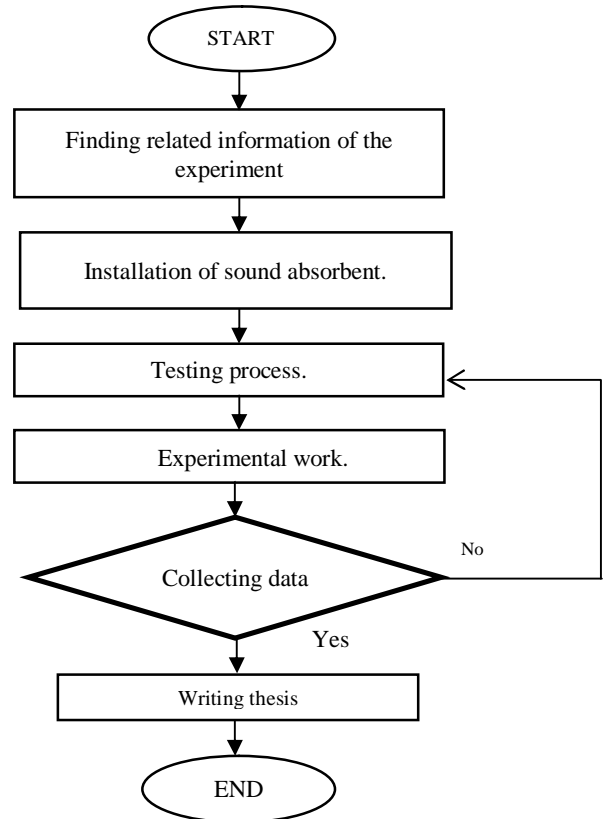 START
Finding related information of the
experiment
Installation of sound absorbent.
Testing process.
Experimental work.
No
Collecting data
Yes
Writing thesis
END